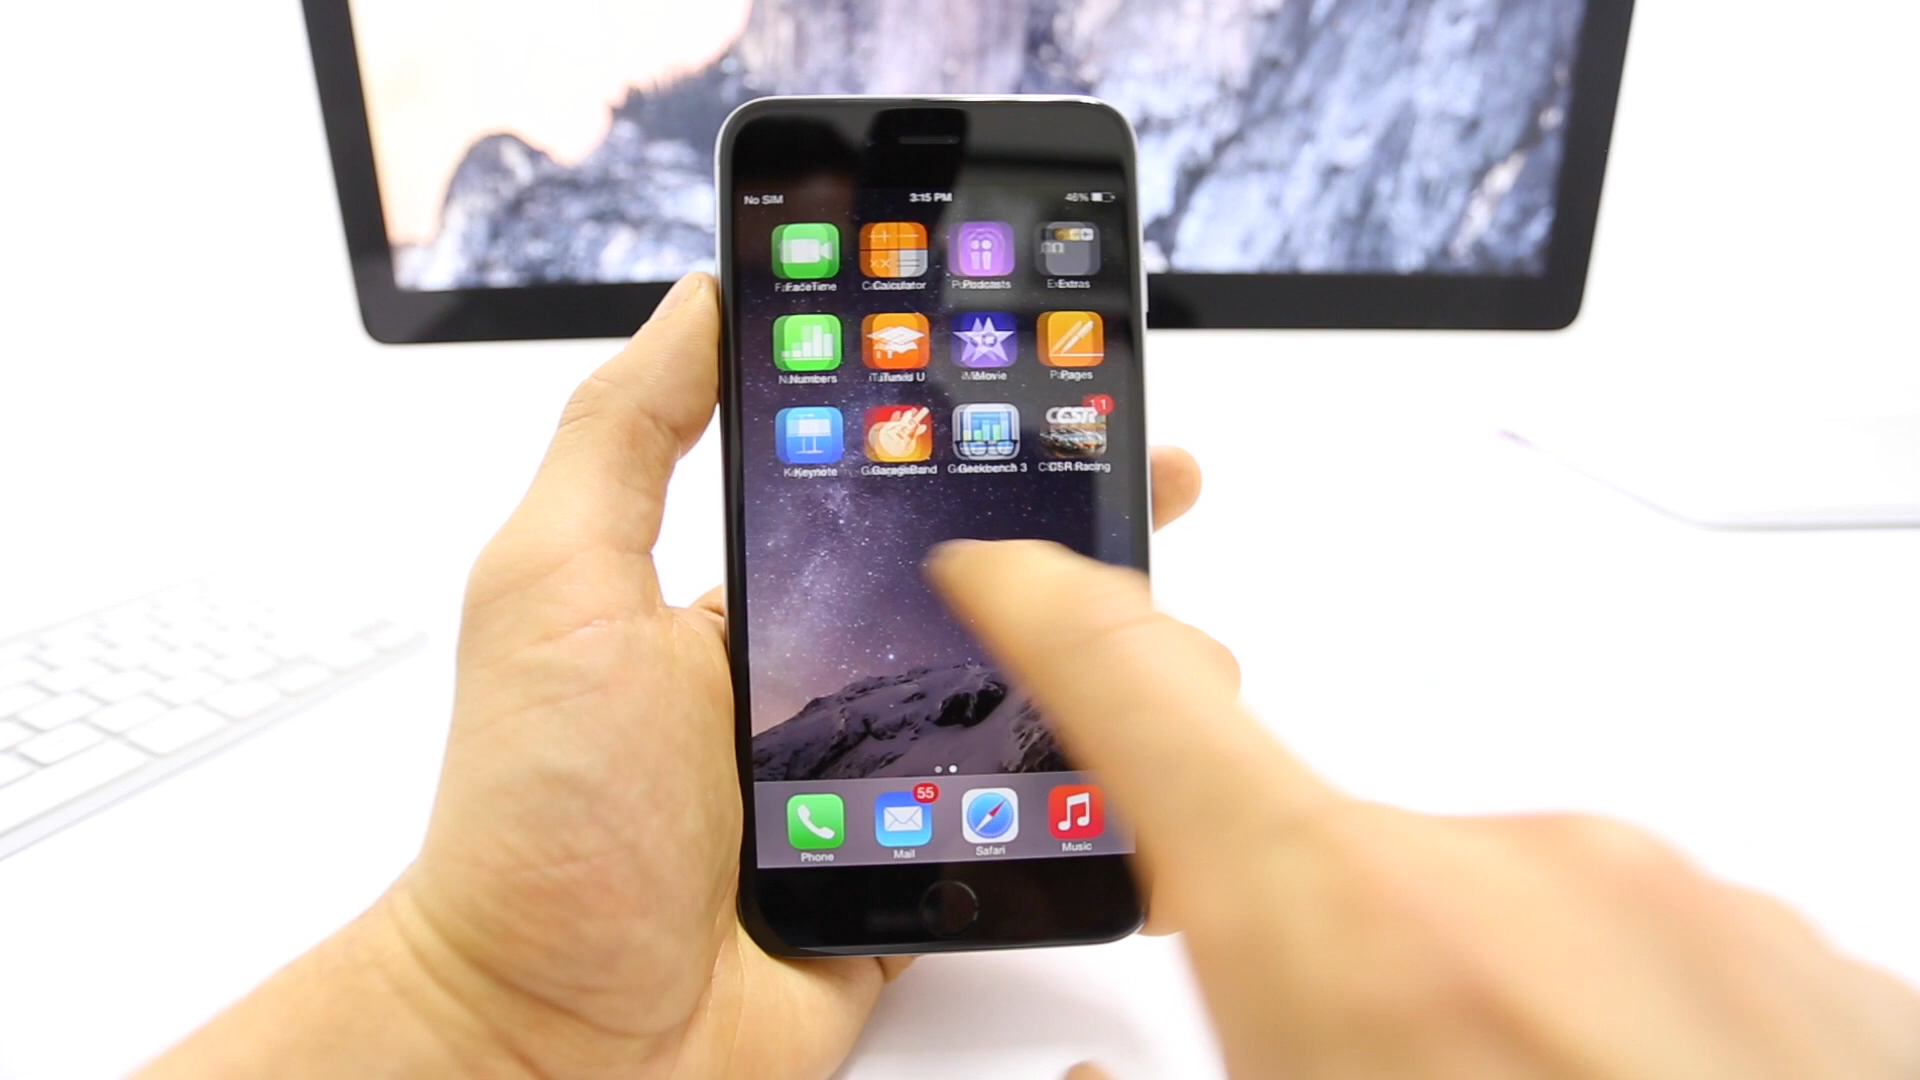 No SIM 3:15 PM 46%
FaceTime Calculator Podcasts Extras
Numbers iTunes U iMovie Pages
11
CSR
Keynote GarageBand Geekbench 3 CSR Racing
55
Phone Mail Safari Music